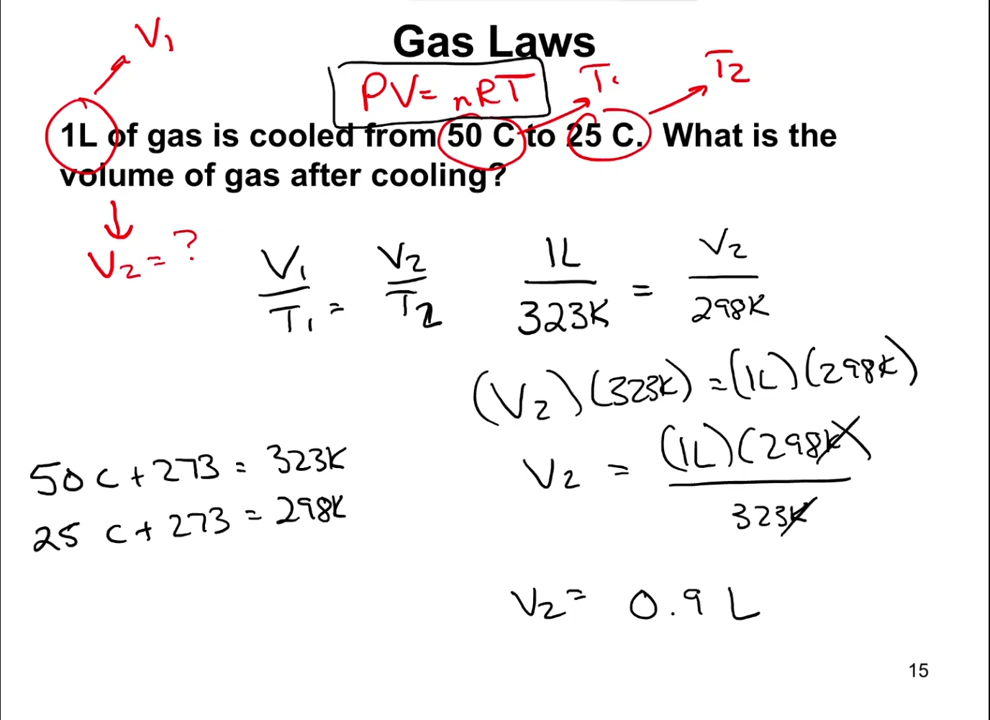 V₁
Gas Laws
PV = nRT
T₁
T₂
1L of gas is cooled from 50 C to 25 C. What is the
volume of gas after cooling?
V₂ = ?
V₁/T₁ = V₂/T₂
1L/323K = V₂/298K
(V₂)(323K) = (1L)(298K)
50 C + 273 = 323K
25 C + 273 = 298K
V₂ = (1L)(298K)/323K
V₂ = 0.9 L
15